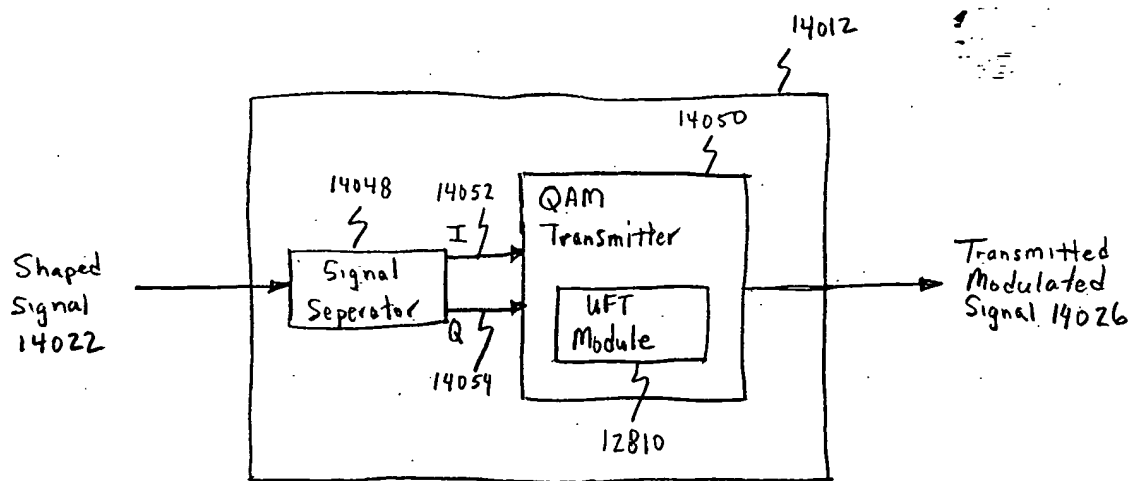 14012
14050
14048
14052
I
QAM
Transmitter
Shaped
Signal
14022
Signal
Seperator
Q
14054
UFT
Module
12810
Transmitted
Modulated
Signal 14026